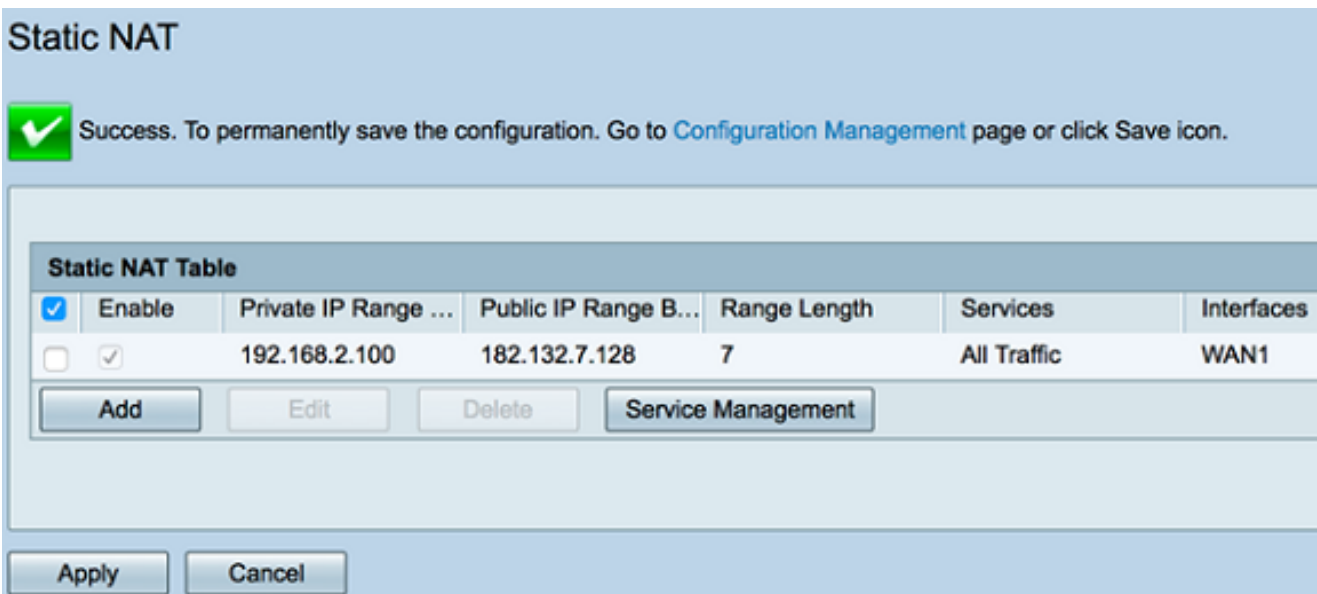 Static NAT
Success. To permanently save the configuration. Go to Configuration Management page or click Save icon.
Static NAT Table
Enable Private IP Range ... Public IP Range B... Range Length Services Interfaces
192.168.2.100 182.132.7.128 7 All Traffic WAN1
Add Edit Delete Service Management
Apply Cancel